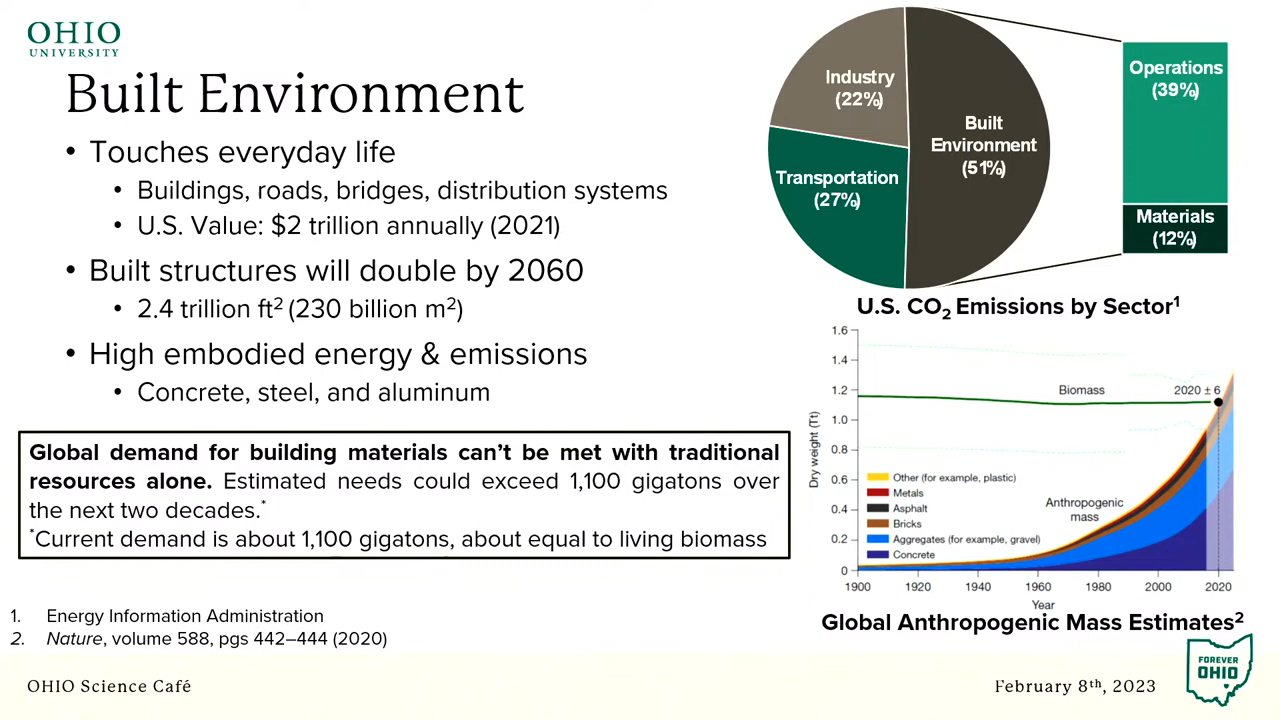 OHIO
UNIVERSITY
Built Environment
• Touches everyday life
• Buildings, roads, bridges, distribution systems
• U.S. Value: $2 trillion annually (2021)
• Built structures will double by 2060
• 2.4 trillion ft² (230 billion m²)
• High embodied energy & emissions
• Concrete, steel, and aluminum
Global demand for building materials can't be met with traditional
resources alone. Estimated needs could exceed 1,100 gigatons over
the next two decades.*
*Current demand is about 1,100 gigatons, about equal to living biomass
1. Energy Information Administration
2. Nature, volume 588, pgs 442–444 (2020)
Industry
(22%)
Built
Environment
(51%)
Transportation
(27%)
Operations
(39%)
Materials
(12%)
U.S. CO₂ Emissions by Sector¹
1.6
1.4
1.2
1.0
0.8
0.6
0.4
0.2
0
Dry weight (Tt)
Biomass
2020 ± 6
Anthropogenic
mass
Other (for example, plastic)
Metals
Asphalt
Bricks
Aggregates (for example, gravel)
Concrete
1900 1920 1940 1960 1980 2000 2020
Year
Global Anthropogenic Mass Estimates²
OHIO Science Café
February 8th, 2023
FOREVER
OHIO